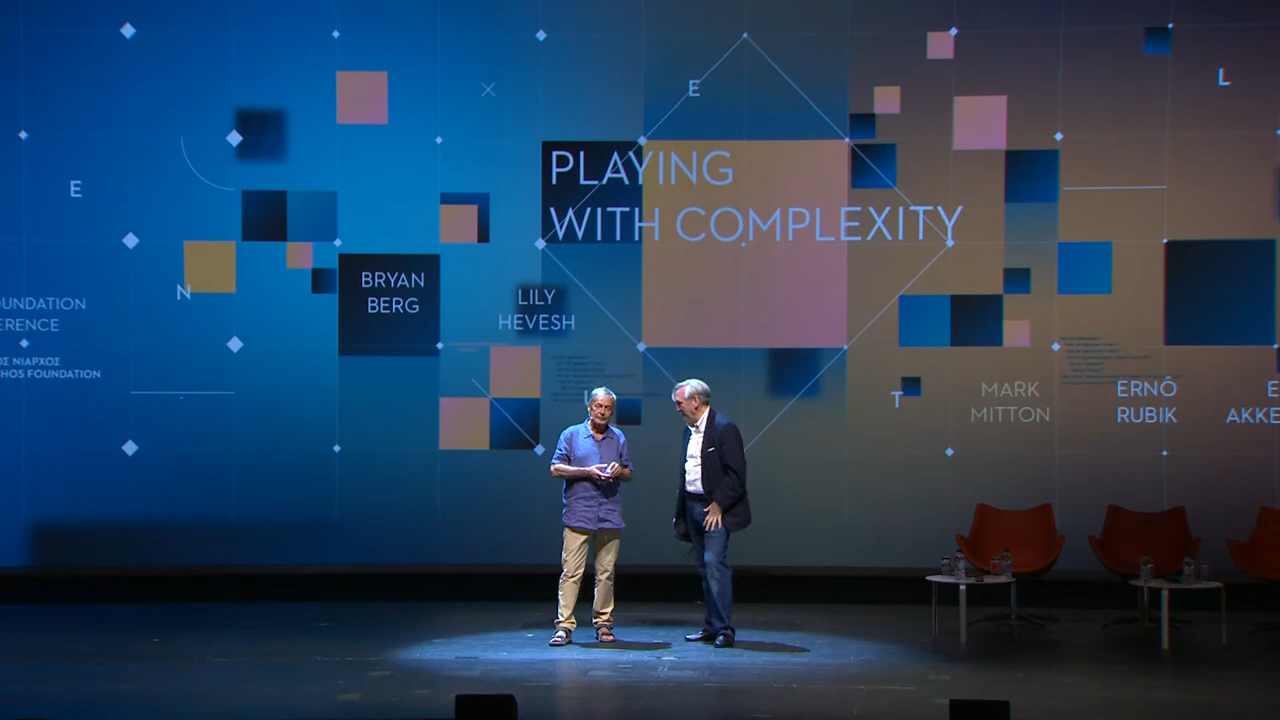 L
E
PLAYING
WITH COMPLEXITY
E
BRYAN
BERG
LILY
HEVESH
N
OUNDATION
ERENCE
ΟΣ ΝΙΑΡΧΟΣ
HOS FOUNDATION
T
MARK
MITTON
ERNŐ
RUBIK
E
AKKE